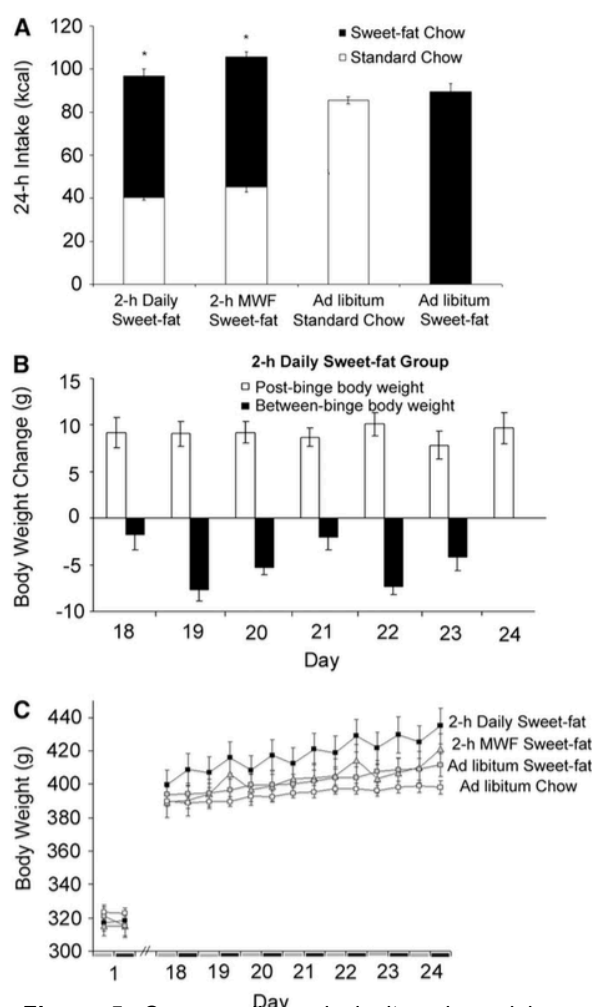 A
120
100
80
60
40
20
0
24-h Intake (kcal)
*
*
■ Sweet-fat Chow
□ Standard Chow
2-h Daily
Sweet-fat
2-h MWF
Sweet-fat
Ad libitum
Standard Chow
Ad libitum
Sweet-fat
B
2-h Daily Sweet-fat Group
□ Post-binge body weight
■ Between-binge body weight
15
10
5
0
-5
-10
Body Weight Change (g)
18 19 20 21 22 23 24
Day
C
440
420
400
380
360
340
320
300
Body Weight (g)
2-h Daily Sweet-fat
2-h MWF Sweet-fat
Ad libitum Sweet-fat
Ad libitum Chow
1 // 18 19 20 21 22 23 24
Day